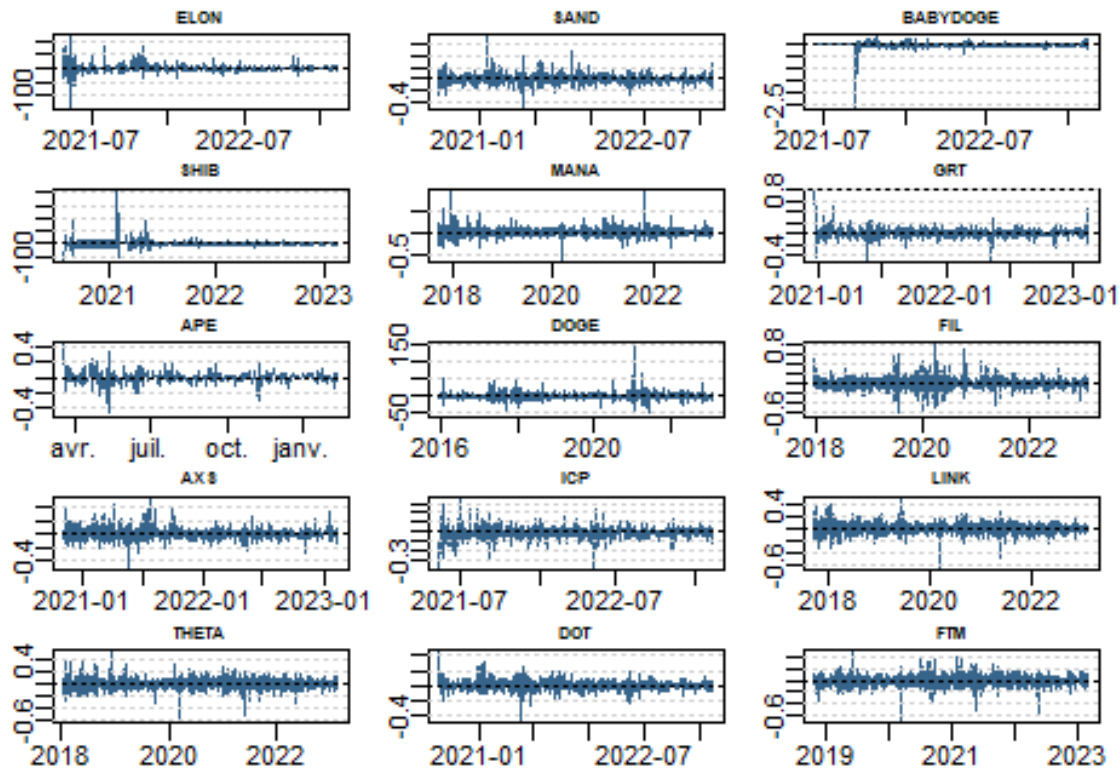 ELON SAND BABYDOGE
-100 -0.4 -2.5
2021-07 2022-07 2021-01 2022-07 2021-07 2022-07
SHIB MANA GRT
-100 -0.5 -0.4 0.8
2021 2022 2023 2018 2020 2022 2021-01 2022-01 2023-01
APE DOGE FIL
-0.4 0.4 -50 150 -0.6 0.8
avr. juil. oct. janv. 2016 2020 2018 2020 2022
AXS ICP LINK
-0.4 -0.3 -0.6 0.4
2021-01 2022-01 2023-01 2021-07 2022-07 2018 2020 2022
THETA DOT FTM
-0.6 0.4 -0.4 -0.6
2018 2020 2022 2021-01 2022-07 2019 2021 2023